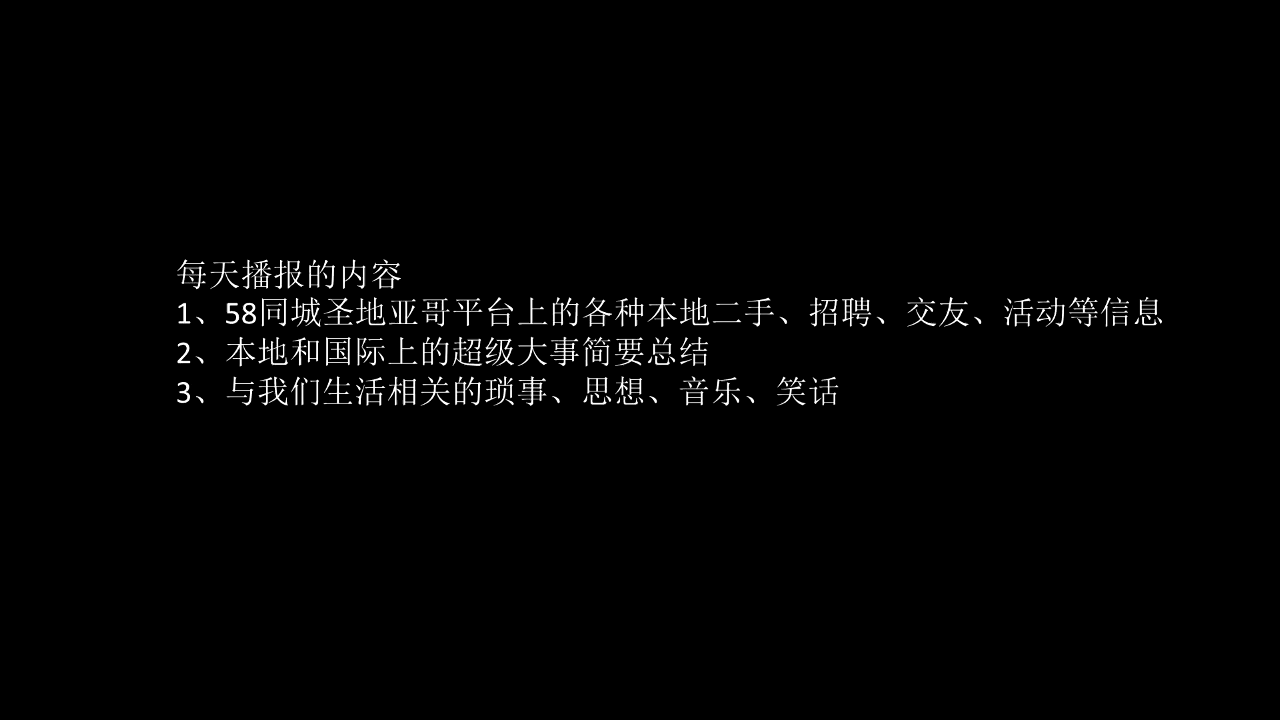 每天播报的内容
1、58同城圣地亚哥平台上的各种本地二手、招聘、交友、活动等信息
2、本地和国际上的超级大事简要总结
3、与我们生活相关的琐事、思想、音乐、笑话